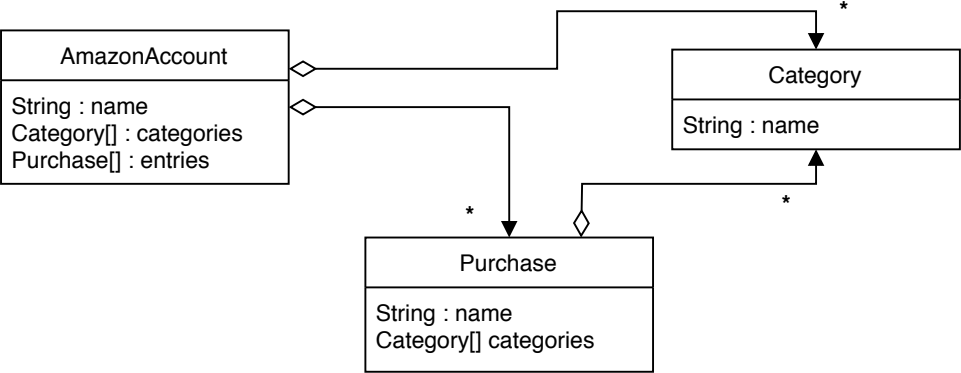 *
AmazonAccount
Category
String : name
Category[] : categories
Purchase[] : entries
String : name
*
*
Purchase
String : name
Category[] categories